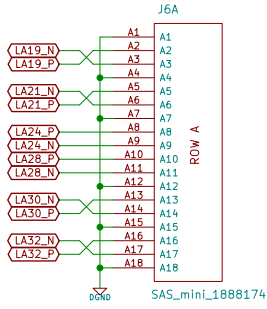 J6A
A1 A1
LA19_N A2 A2
LA19_P A3 A3
A4 A4
LA21_N A5 A5
LA21_P A6 A6
A7 A7
LA24_P A8 A8
LA24_N A9 A9
LA28_P A10 A10
LA28_N A11 A11
A12 A12
LA30_N A13 A13
LA30_P A14 A14
A15 A15
LA32_N A16 A16
LA32_P A17 A17
A18 A18
ROW A
DGND
SAS_mini_1888174